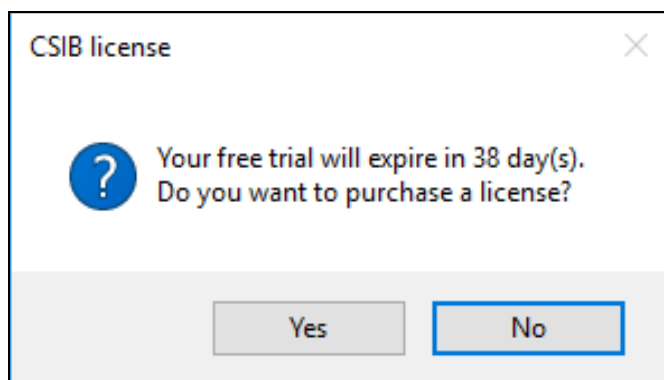 CSIB license
Your free trial will expire in 38 day(s).
Do you want to purchase a license?
Yes
No